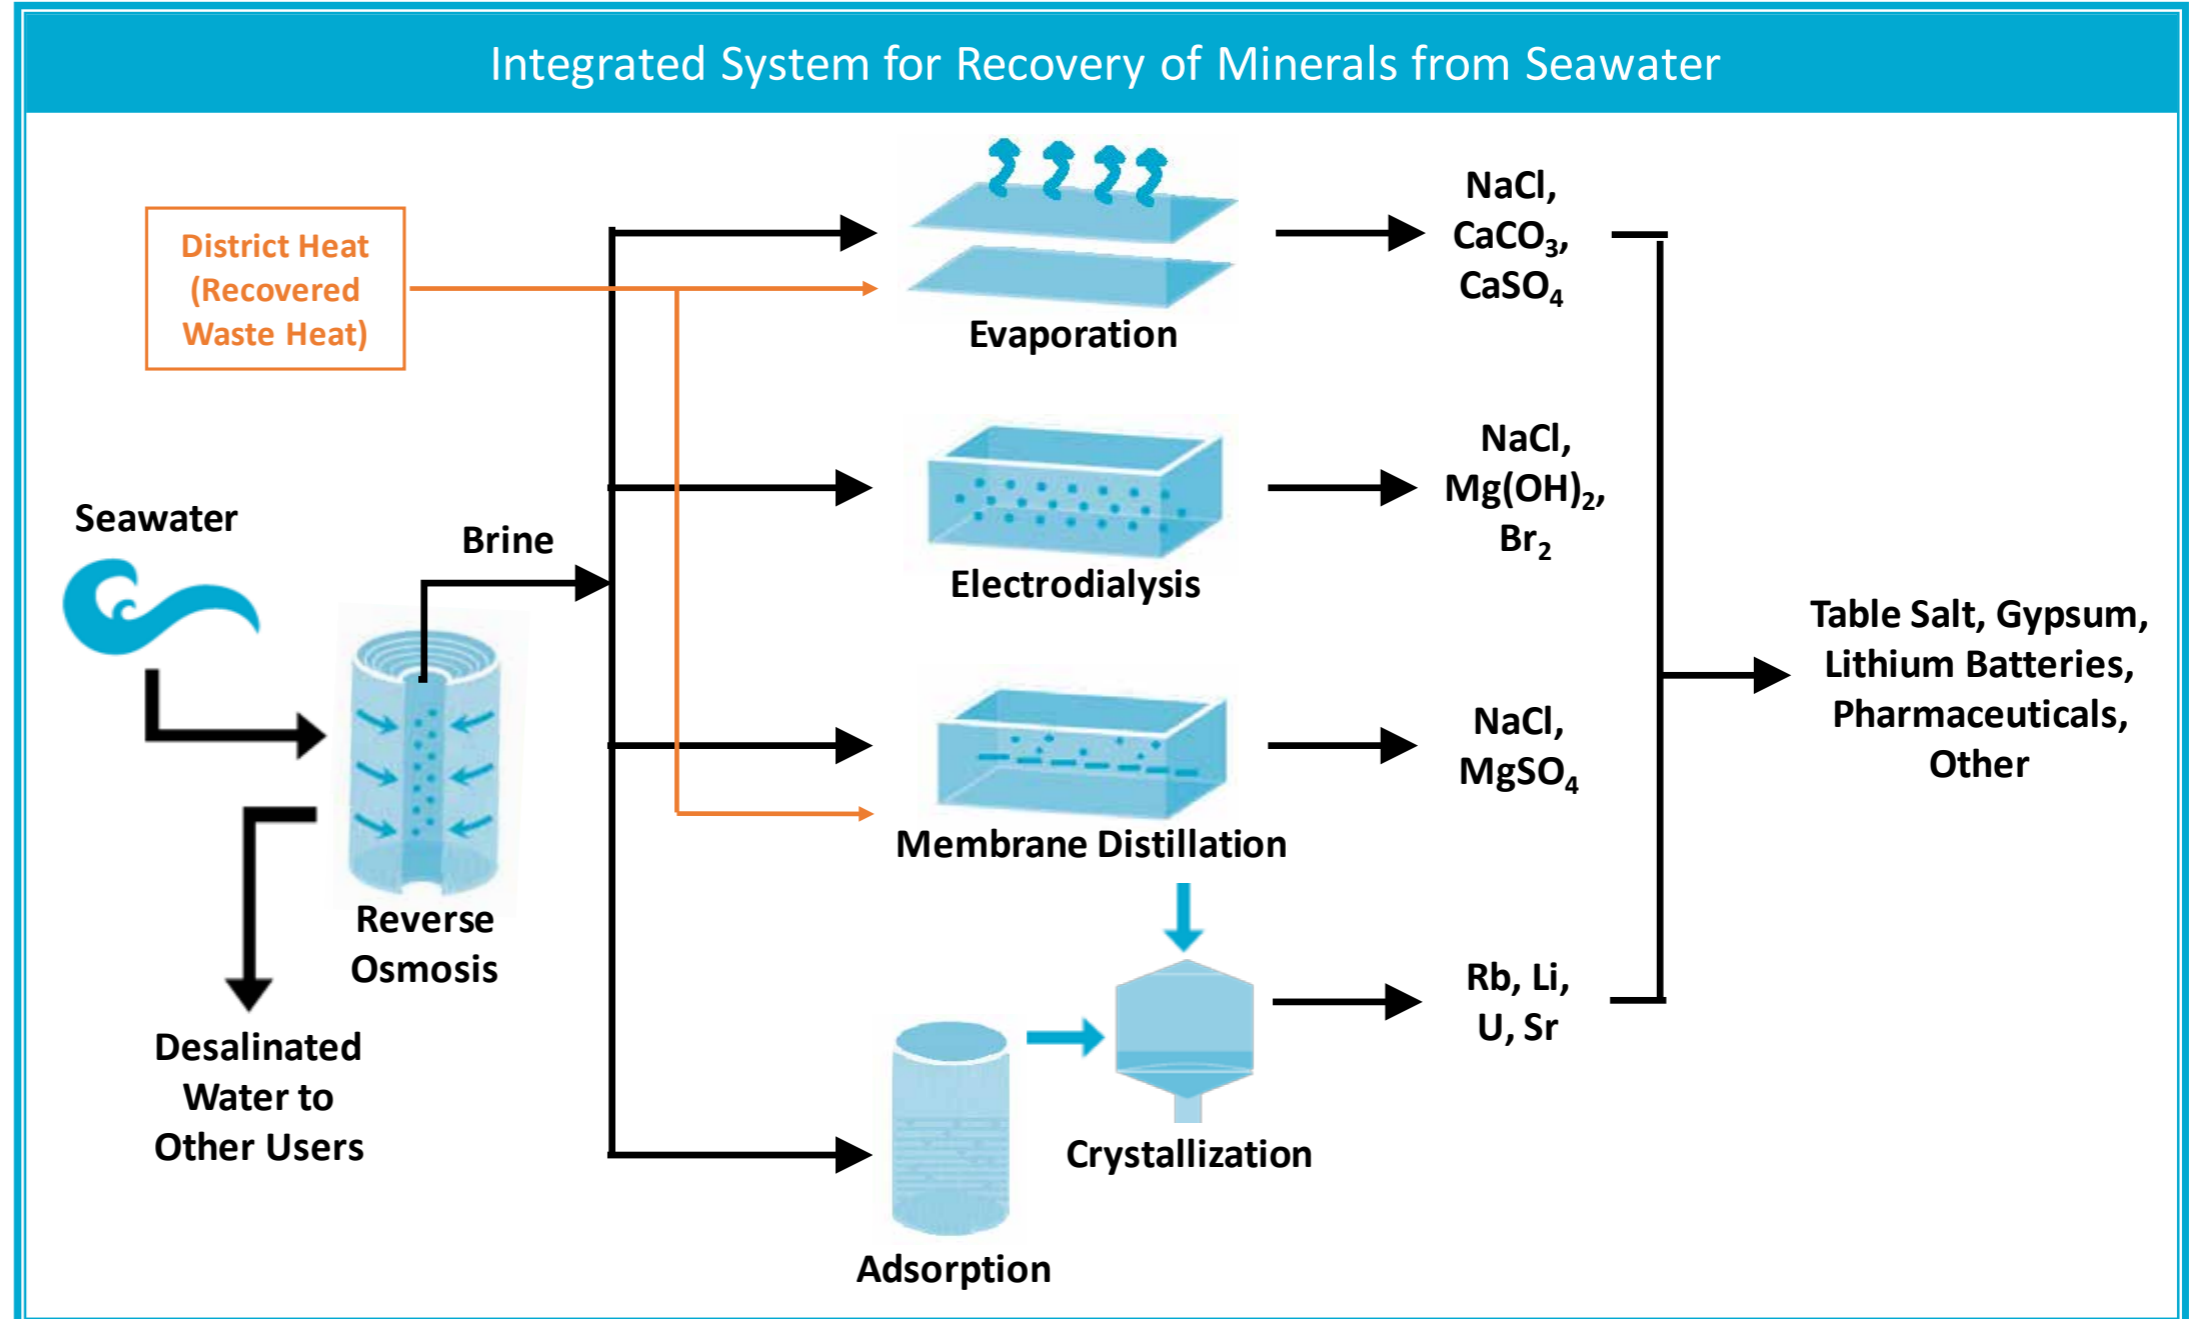 Integrated System for Recovery of Minerals from Seawater
District Heat
(Recovered
Waste Heat)
Evaporation
NaCl,
CaCO₃,
CaSO₄
Seawater
Brine
Electrodialysis
NaCl,
Mg(OH)₂,
Br₂
Reverse
Osmosis
Membrane Distillation
NaCl,
MgSO₄
Table Salt, Gypsum,
Lithium Batteries,
Pharmaceuticals,
Other
Desalinated
Water to
Other Users
Adsorption
Crystallization
Rb, Li,
U, Sr